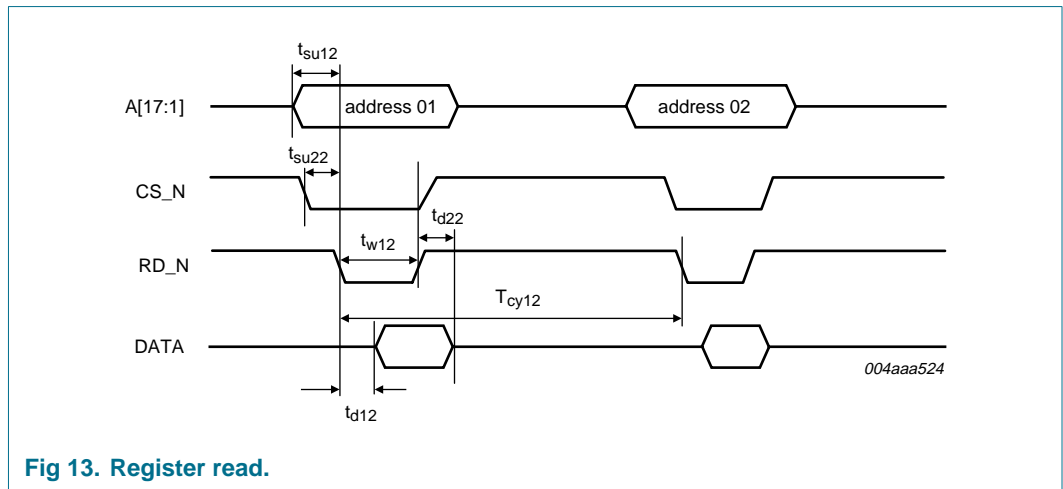 tsu12
A[17:1]
address 01
address 02
tsu22
CS_N
td22
tw12
RD_N
Tcy12
DATA
004aaa524
td12
Fig 13. Register read.